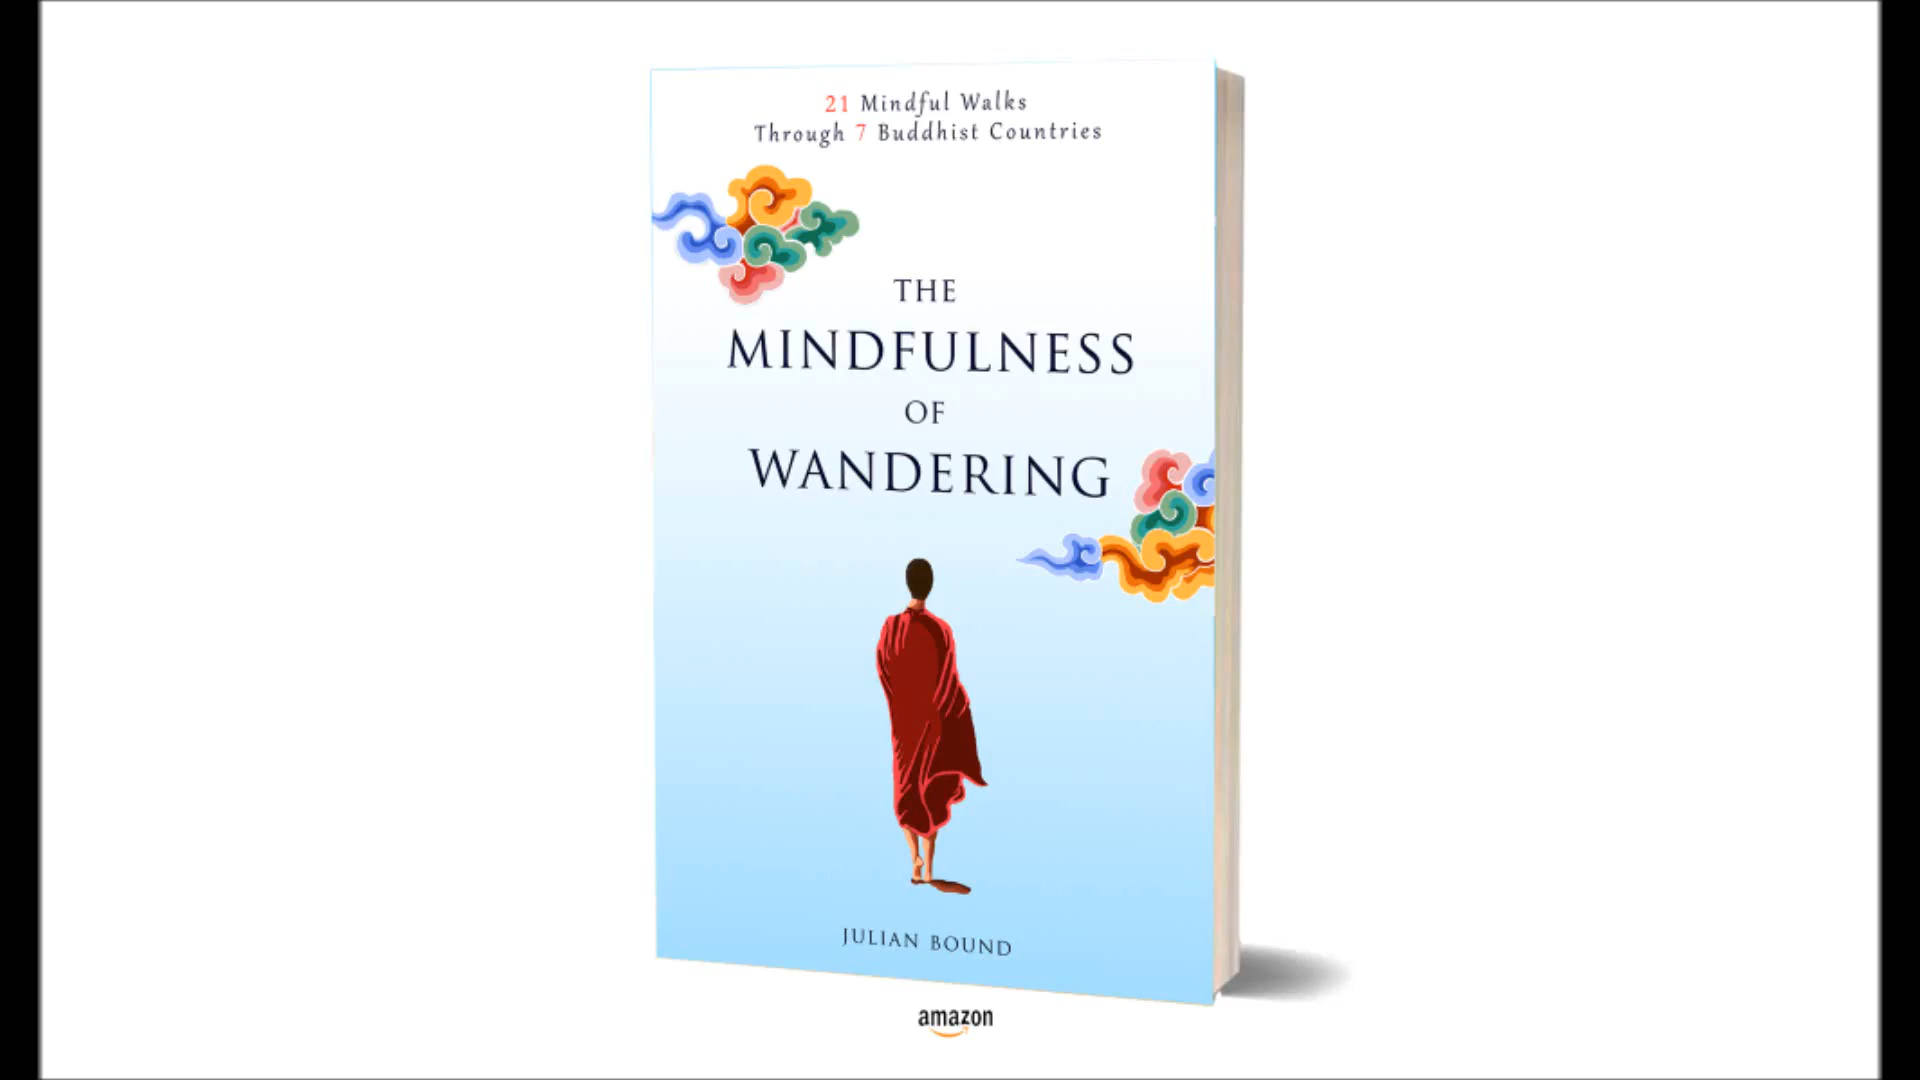 21 Mindful Walks
Through 7 Buddhist Countries
THE
MINDFULNESS
OF
WANDERING
JULIAN BOUND
amazon